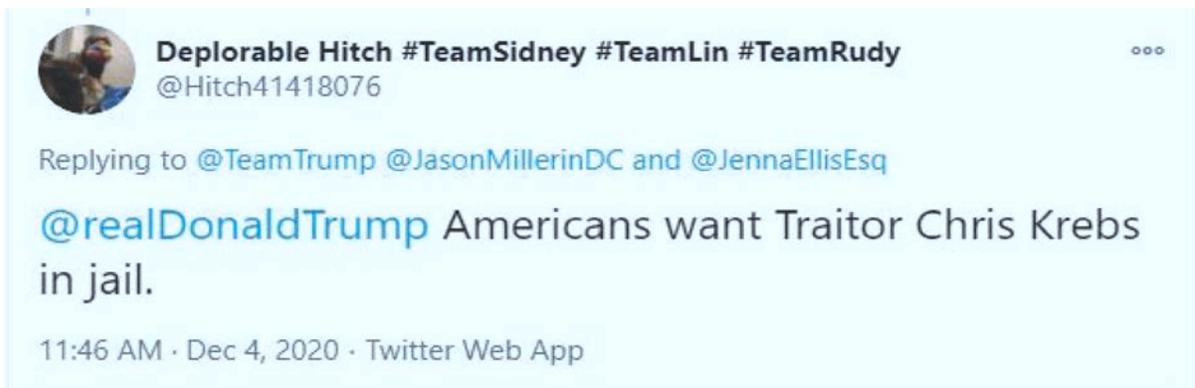 Deplorable Hitch #TeamSidney #TeamLin #TeamRudy
@Hitch41418076
Replying to @TeamTrump @JasonMillerinDC and @JennaEllisEsq
@realDonaldTrump Americans want Traitor Chris Krebs
in jail.
11:46 AM · Dec 4, 2020 · Twitter Web App